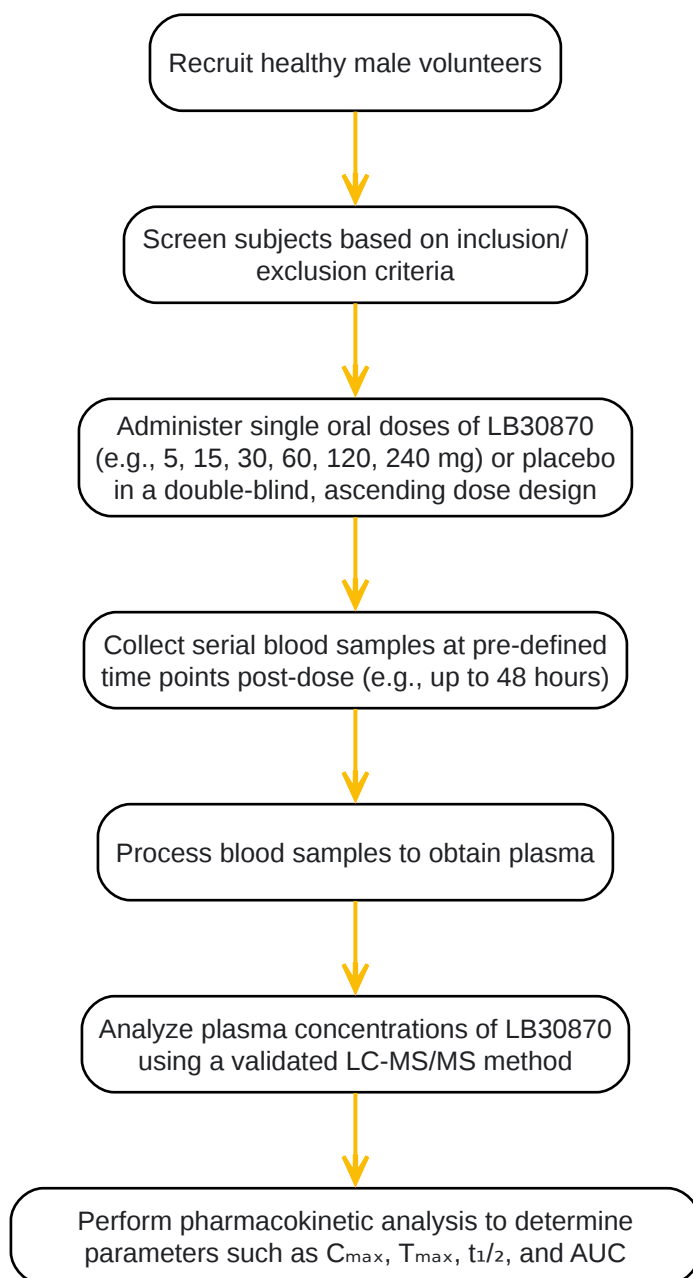 Recruit healthy male volunteers
Screen subjects based on inclusion/
exclusion criteria
Administer single oral doses of LB30870
(e.g., 5, 15, 30, 60, 120, 240 mg) or placebo
in a double-blind, ascending dose design
Collect serial blood samples at pre-defined
time points post-dose (e.g., up to 48 hours)
Process blood samples to obtain plasma
Analyze plasma concentrations of LB30870
using a validated LC-MS/MS method
Perform pharmacokinetic analysis to determine
parameters such as Cₘₐₓ, Tₘₐₓ, t₁/₂, and AUC